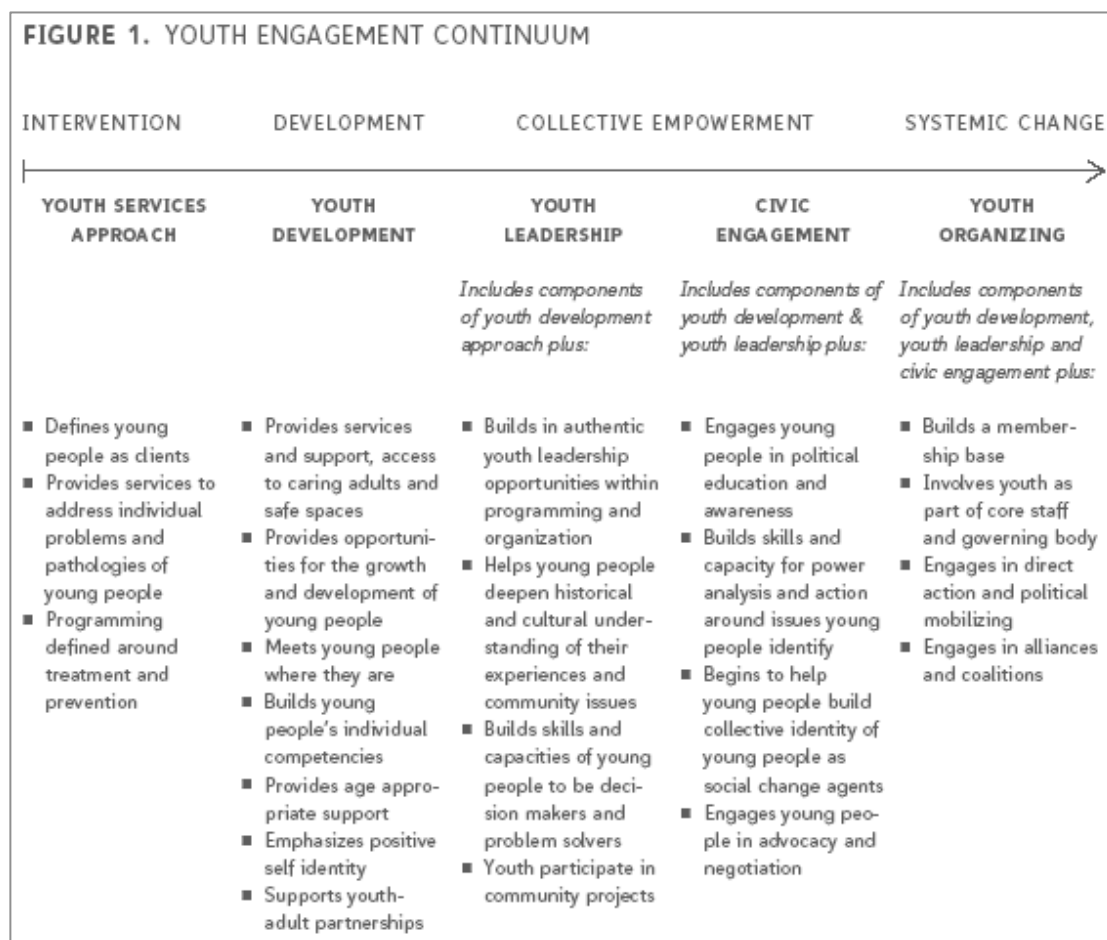 FIGURE 1. YOUTH ENGAGEMENT CONTINUUM
INTERVENTION
DEVELOPMENT
COLLECTIVE EMPOWERMENT
SYSTEMIC CHANGE
YOUTH SERVICES
APPROACH
■ Defines young
people as clients
■ Provides services to
address individual
problems and
pathologies of
young people
■ Programming
defined around
treatment and
prevention
YOUTH
DEVELOPMENT
■ Provides services
and support, access
to caring adults and
safe spaces
■ Provides opportuni-
ties for the growth
and development of
young people
■ Meets young people
where they are
■ Builds young
people's individual
competencies
■ Provides age appro-
priate support
■ Emphasizes positive
self identity
■ Supports youth-
adult partnerships
YOUTH
LEADERSHIP
Includes components
of youth development
approach plus:
■ Builds in authentic
youth leadership
opportunities within
programming and
organization
■ Helps young people
deepen historical
and cultural under-
standing of their
experiences and
community issues
■ Builds skills and
capacities of young
people to be deci-
sion makers and
problem solvers
■ Youth participate in
community projects
CIVIC
ENGAGEMENT
Includes components of
youth development &
youth leadership plus:
■ Engages young
people in political
education and
awareness
■ Builds skills and
capacity for power
analysis and action
around issues young
people identify
■ Begins to help
young people build
collective identity of
young people as
social change agents
■ Engages young peo-
ple in advocacy and
negotiation
YOUTH
ORGANIZING
Includes components
of youth development,
youth leadership and
civic engagement plus:
■ Builds a member-
ship base
■ Involves youth as
part of core staff
and governing body
■ Engages in direct
action and political
mobilizing
■ Engages in alliances
and coalitions